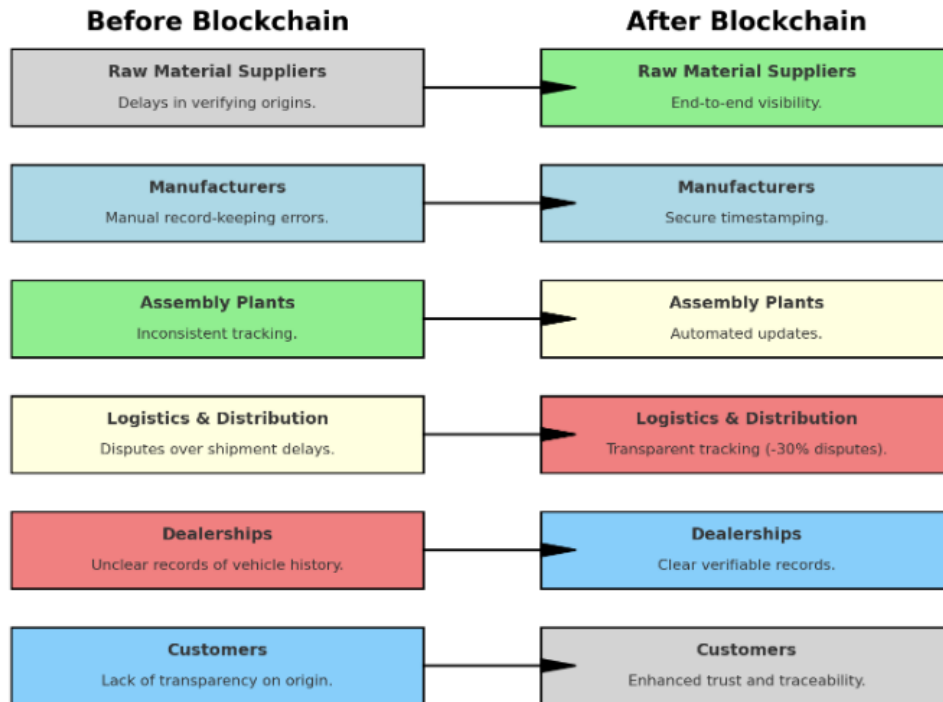 Before Blockchain
After Blockchain
Raw Material Suppliers
Delays in verifying origins.
Raw Material Suppliers
End-to-end visibility.
Manufacturers
Manual record-keeping errors.
Manufacturers
Secure timestamping.
Assembly Plants
Inconsistent tracking.
Assembly Plants
Automated updates.
Logistics & Distribution
Disputes over shipment delays.
Logistics & Distribution
Transparent tracking (-30% disputes).
Dealerships
Unclear records of vehicle history.
Dealerships
Clear verifiable records.
Customers
Lack of transparency on origin.
Customers
Enhanced trust and traceability.